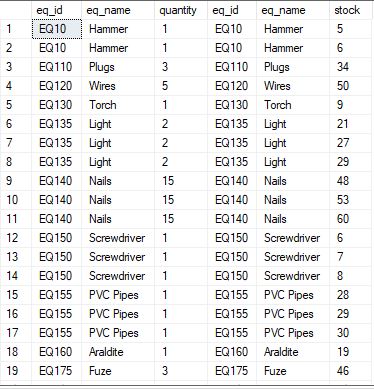 eq_id eq_name quantity eq_id eq_name stock
1 EQ10 Hammer 1 EQ10 Hammer 5
2 EQ10 Hammer 1 EQ10 Hammer 6
3 EQ110 Plugs 3 EQ110 Plugs 34
4 EQ120 Wires 5 EQ120 Wires 50
5 EQ130 Torch 1 EQ130 Torch 9
6 EQ135 Light 2 EQ135 Light 21
7 EQ135 Light 2 EQ135 Light 27
8 EQ135 Light 2 EQ135 Light 29
9 EQ140 Nails 15 EQ140 Nails 48
10 EQ140 Nails 15 EQ140 Nails 53
11 EQ140 Nails 15 EQ140 Nails 60
12 EQ150 Screwdriver 1 EQ150 Screwdriver 6
13 EQ150 Screwdriver 1 EQ150 Screwdriver 7
14 EQ150 Screwdriver 1 EQ150 Screwdriver 8
15 EQ155 PVC Pipes 1 EQ155 PVC Pipes 28
16 EQ155 PVC Pipes 1 EQ155 PVC Pipes 29
17 EQ155 PVC Pipes 1 EQ155 PVC Pipes 30
18 EQ160 Araldite 1 EQ160 Araldite 19
19 EQ175 Fuze 3 EQ175 Fuze 46